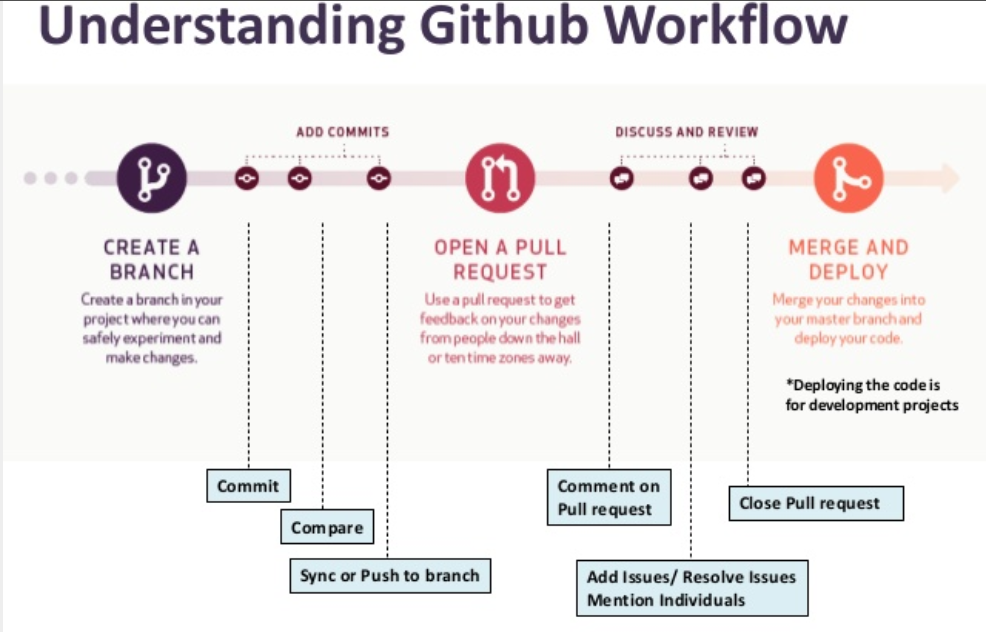 Understanding Github Workflow
ADD COMMITS
DISCUSS AND REVIEW
CREATE A
BRANCH
Create a branch in your
project where you can
safely experiment and
make changes.
OPEN A PULL
REQUEST
Use a pull request to get
feedback on your changes
from people down the hall
or ten time zones away.
MERGE AND
DEPLOY
Merge your changes into
your master branch and
deploy your code.
*Deploying the code is
for development projects
Commit
Compare
Sync or Push to branch
Comment on
Pull request
Add Issues/ Resolve Issues
Mention Individuals
Close Pull request